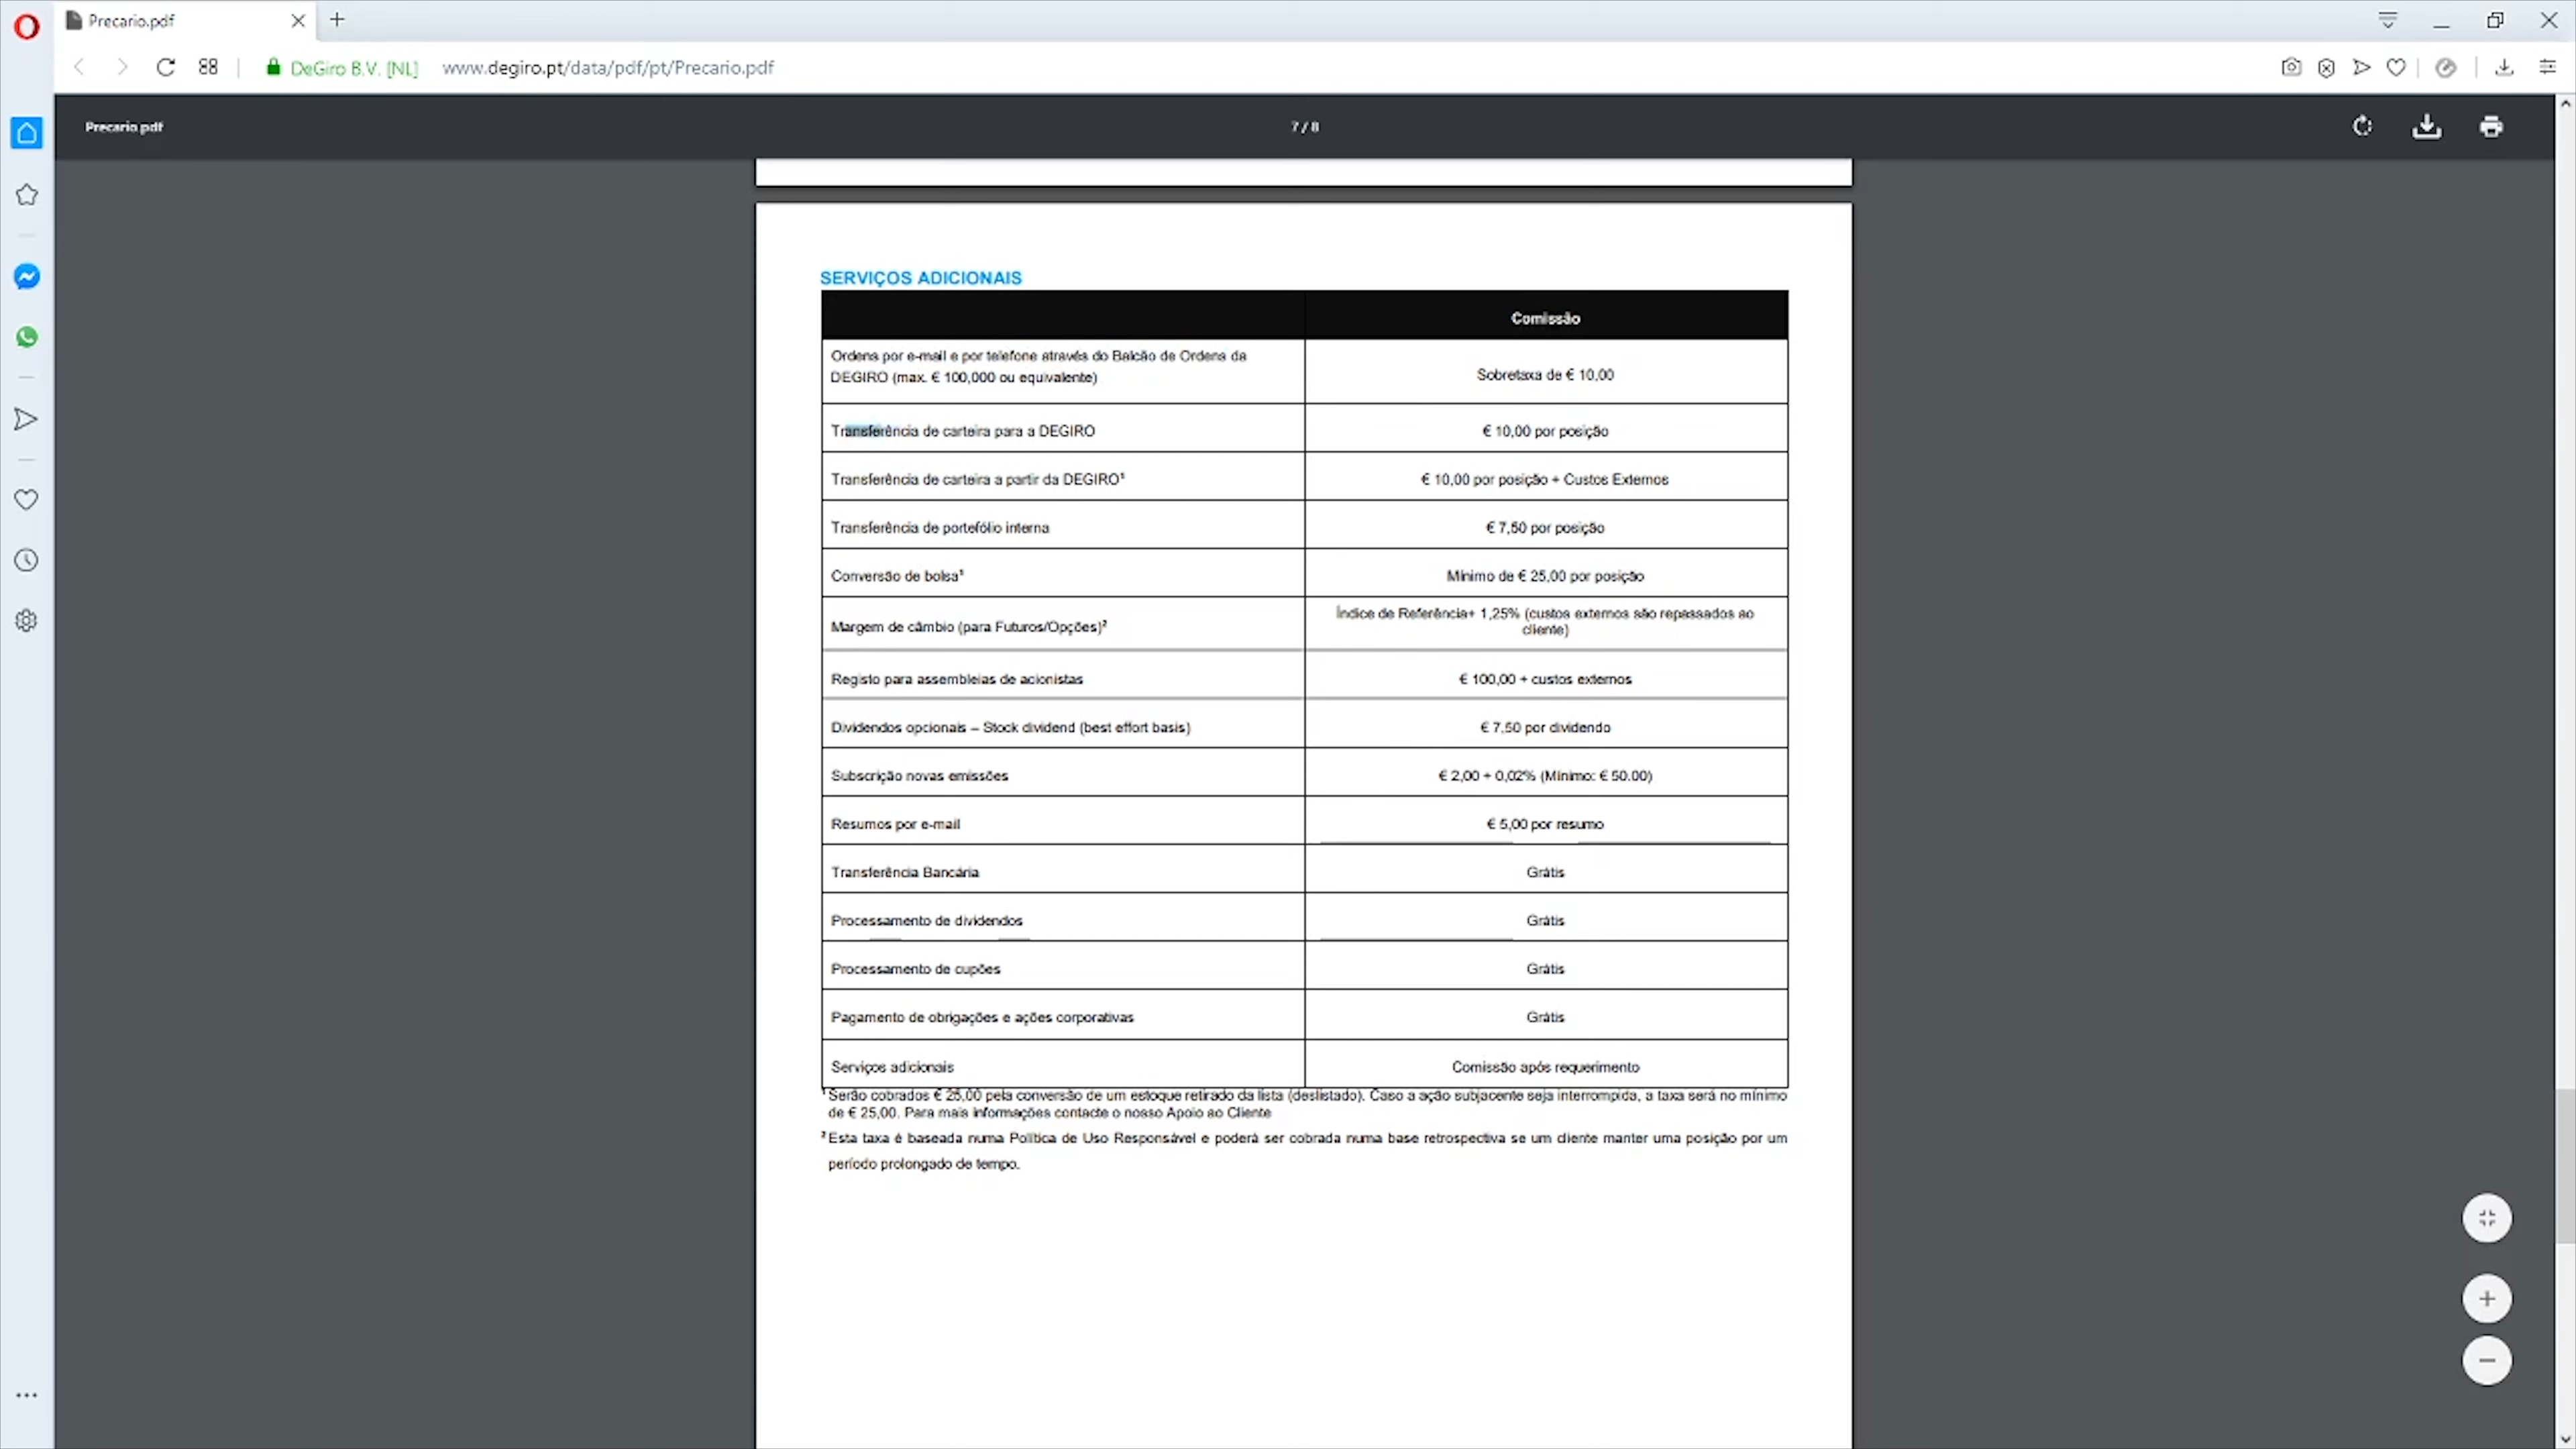 Precario.pdf
DeGiro B.V. [NL] www.degiro.pt/data/pdf/pt/Precario.pdf
Precario.pdf 7 / 8
SERVIÇOS ADICIONAIS
Comissão
Ordens por e-mail e por telefone através do Balcão de Ordens da
DEGIRO (max. € 100,000 ou equivalente)
Sobretaxa de € 10,00
Transferência de carteira para a DEGIRO
€ 10,00 por posição
Transferência de carteira a partir da DEGIRO¹
€ 10,00 por posição + Custos Externos
Transferência de portefólio interna
€ 7,50 por posição
Conversão de bolsa¹
Mínimo de € 25,00 por posição
Margem de câmbio (para Futuros/Opções)²
Índice de Referência+ 1,25% (custos externos são repassados ao
cliente)
Registo para assembleias de acionistas
€ 100,00 + custos externos
Dividendos opcionais – Stock dividend (best effort basis)
€ 7,50 por dividendo
Subscrição novas emissões
€ 2,00 + 0,02% (Mínimo: € 50.00)
Resumos por e-mail
€ 5,00 por resumo
Transferência Bancária
Grátis
Processamento de dividendos
Grátis
Processamento de cupões
Grátis
Pagamento de obrigações e ações corporativas
Grátis
Serviços adicionais
Comissão após requerimento
¹ Serão cobrados € 25,00 pela conversão de um estoque retirado da lista (deslistado). Caso a ação subjacente seja interrompida, a taxa será no mínimo
de € 25,00. Para mais informações contacte o nosso Apoio ao Cliente
² Esta taxa é baseada numa Política de Uso Responsável e poderá ser cobrada numa base retrospectiva se um cliente manter uma posição por um
período prolongado de tempo.